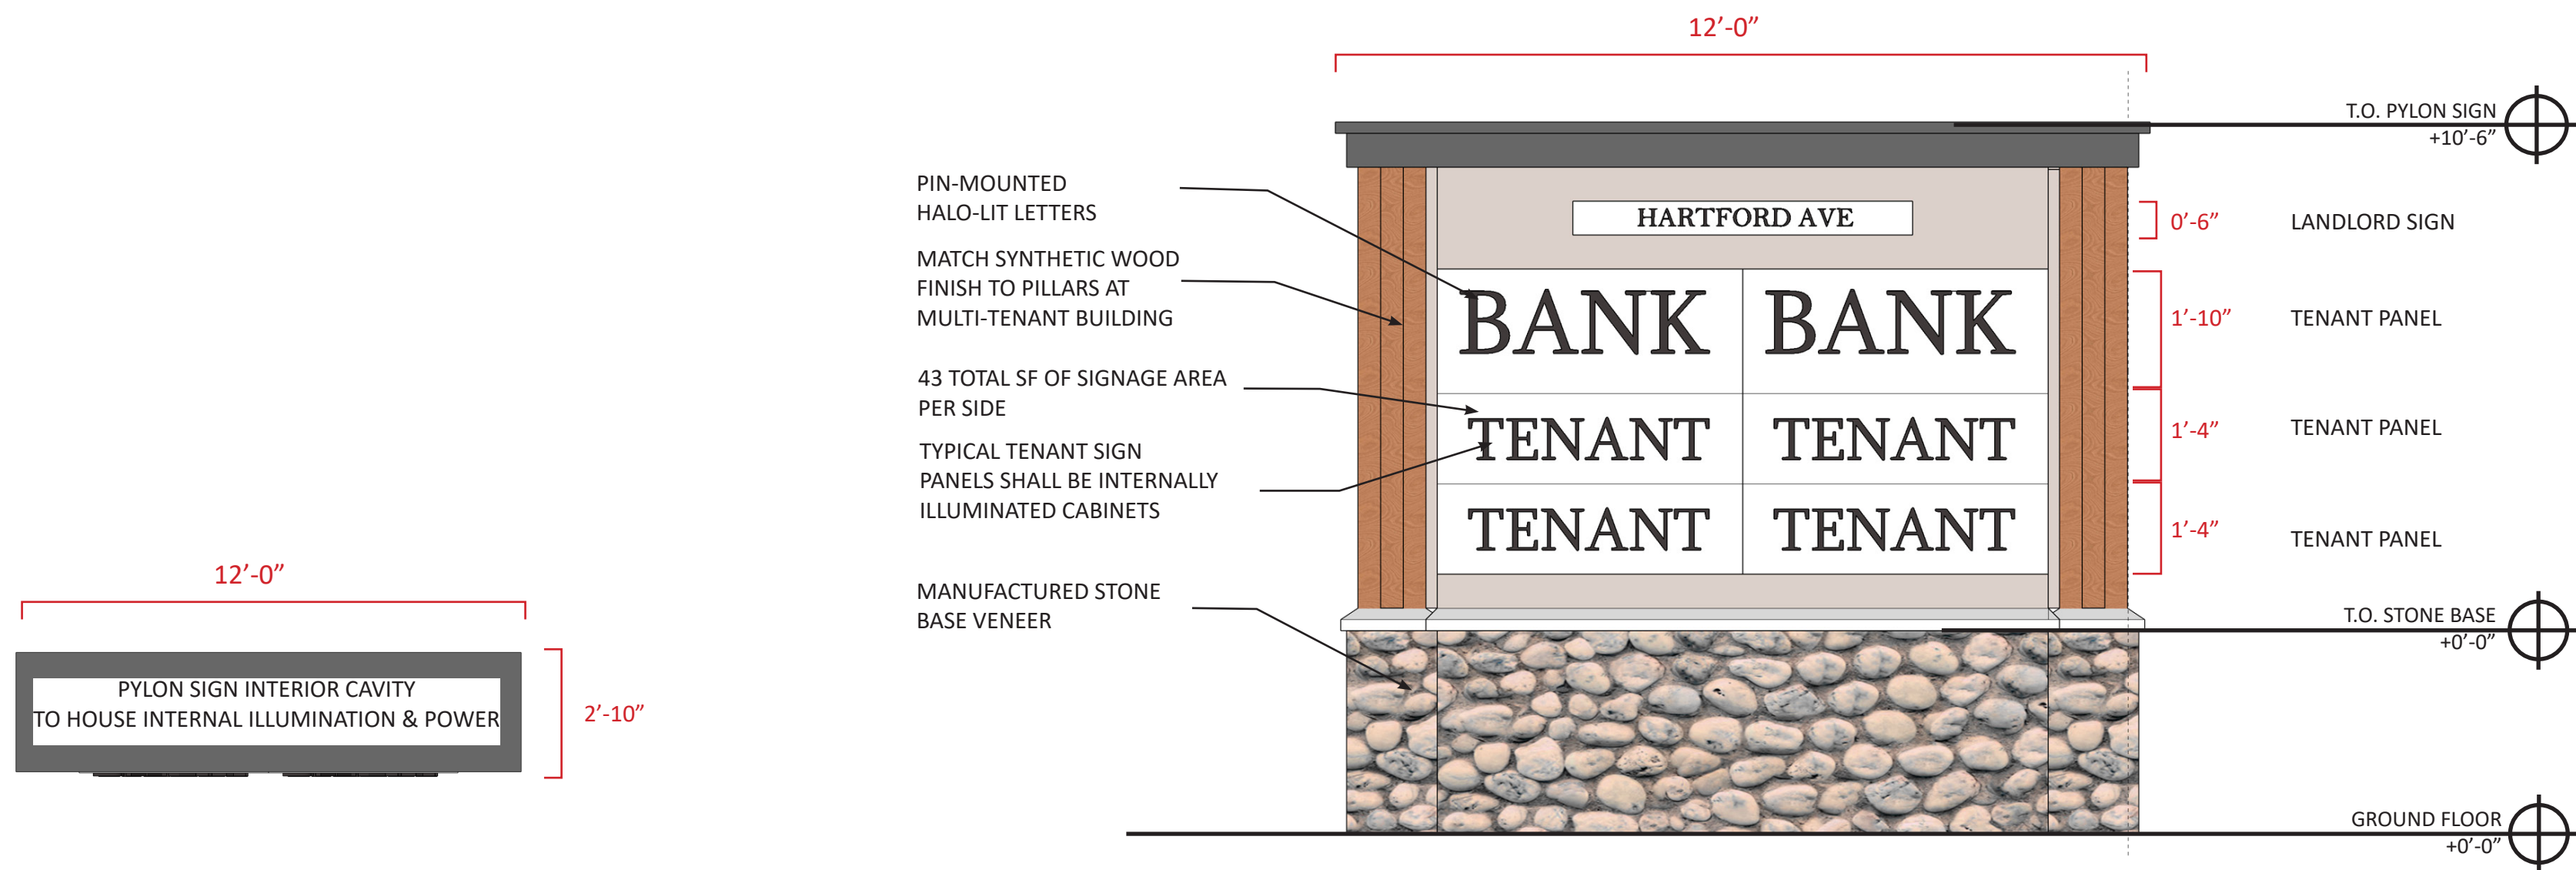 12’-0”
T.O. PYLON SIGN
+10’-6”
PIN-MOUNTED
HALO-LIT LETTERS
HARTFORD AVE
0’-6”
LANDLORD SIGN
MATCH SYNTHETIC WOOD
FINISH TO PILLARS AT
MULTI-TENANT BUILDING
BANK BANK
1’-10”
TENANT PANEL
43 TOTAL SF OF SIGNAGE AREA
PER SIDE
TENANT TENANT
1’-4”
TENANT PANEL
TYPICAL TENANT SIGN
PANELS SHALL BE INTERNALLY
ILLUMINATED CABINETS
TENANT TENANT
1’-4”
TENANT PANEL
MANUFACTURED STONE
BASE VENEER
T.O. STONE BASE
+0’-0”
12’-0”
PYLON SIGN INTERIOR CAVITY
TO HOUSE INTERNAL ILLUMINATION & POWER
2’-10”
GROUND FLOOR
+0’-0”